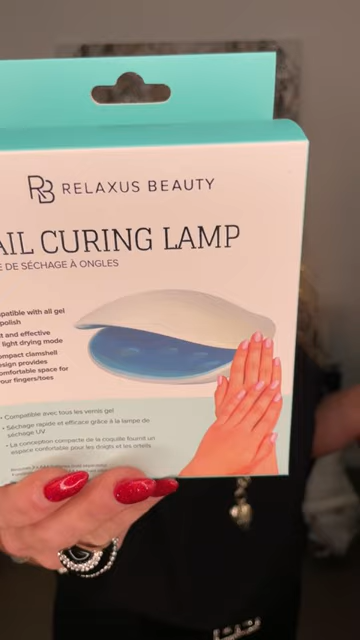 RB RELAXUS BEAUTY
AIL CURING LAMP
E DE SÉCHAGE À ONGLES
patible with all gel
polish
t and effective
light drying mode
ompact clamshell
esign provides
omfortable space for
our fingers/toes
• Compatible avec tous les vernis gel
• Séchage rapide et efficace grâce à la lampe de
séchage UV
• La conception compacte de la coquille fournit un
espace confortable pour les doigts et les orteils